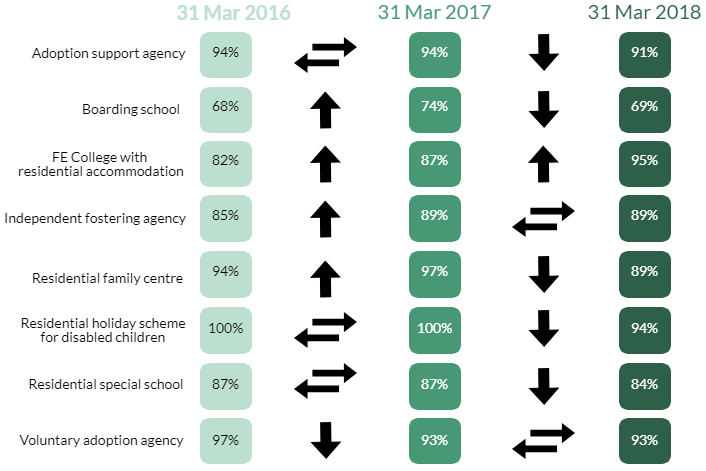 31 Mar 2016 31 Mar 2017 31 Mar 2018
Adoption support agency 94% 94% 91%
Boarding school 68% 74% 69%
FE College with
residential accommodation 82% 87% 95%
Independent fostering agency 85% 89% 89%
Residential family centre 94% 97% 89%
Residential holiday scheme
for disabled children 100% 100% 94%
Residential special school 87% 87% 84%
Voluntary adoption agency 97% 93% 93%